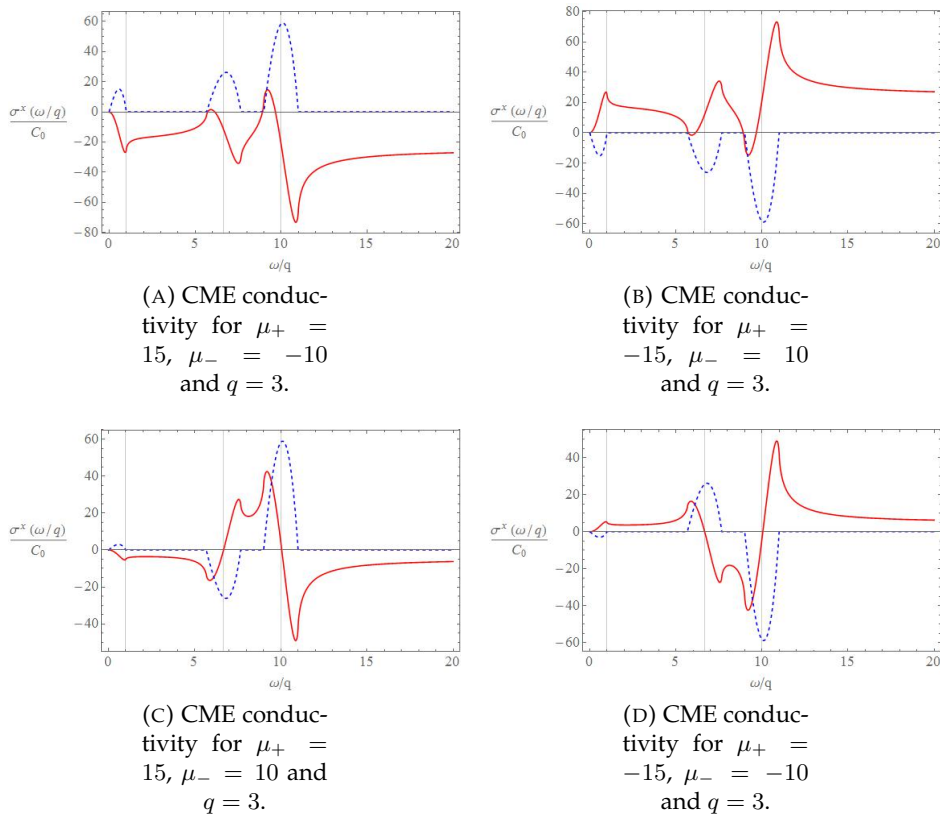 60
40
20
0
−20
−40
−60
−80
σ^x (ω/q)
C_0
0 5 10 15 20
ω/q
(A) CME conduc-
tivity for μ_+ =
15, μ_− = −10
and q = 3.
80
60
40
20
0
−20
−40
−60
σ^x (ω/q)
C_0
0 5 10 15 20
ω/q
(B) CME conduc-
tivity for μ_+ =
−15, μ_− = 10
and q = 3.
60
40
20
0
−20
−40
σ^x (ω/q)
C_0
0 5 10 15 20
ω/q
(C) CME conduc-
tivity for μ_+ =
15, μ_− = 10 and
q = 3.
40
20
0
−20
−40
−60
σ^x (ω/q)
C_0
0 5 10 15 20
ω/q
(D) CME conduc-
tivity for μ_+ =
−15, μ_− = −10
and q = 3.